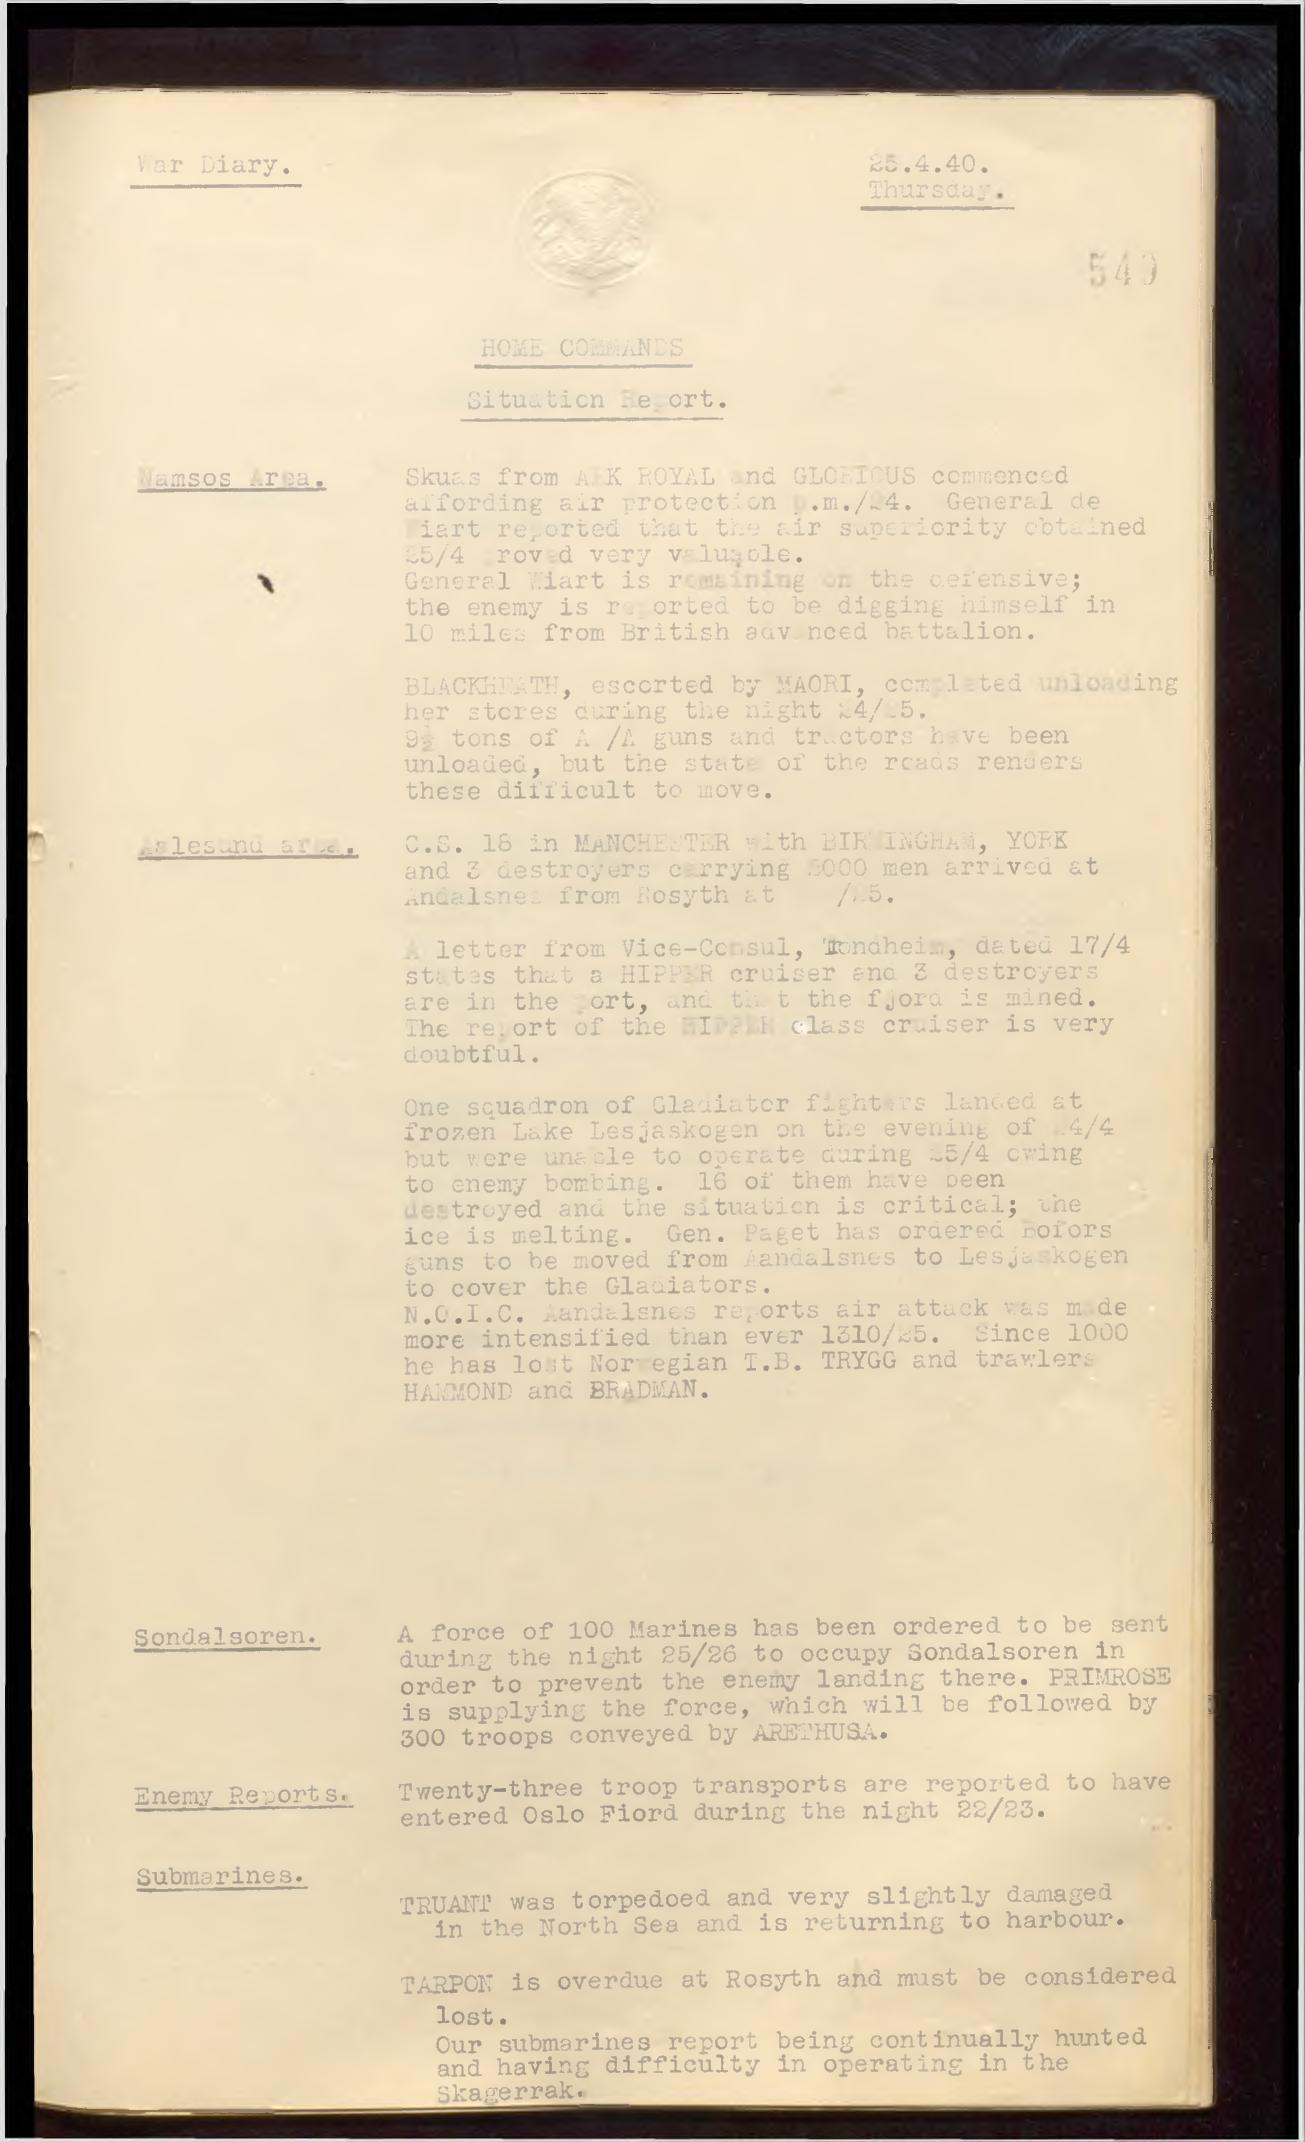 War Diary.
25.4.40.
Thursday.
549
HOME COMMANDS
Situation Report.
Namsos Area.
Skuas from ARK ROYAL and GLORIOUS commenced
affording air protection p.m./24. General de
Wiart reported that the air superiority obtained
25/4 proved very valuable.
General Wiart is remaining on the defensive;
the enemy is reported to be digging himself in
10 miles from British advanced battalion.
BLACKHEATH, escorted by MAORI, completed unloading
her stores during the night 24/25.
9½ tons of A/A guns and tractors have been
unloaded, but the state of the roads renders
these difficult to move.
Aalesund area.
C.S. 18 in MANCHESTER with BIRMINGHAM, YORK
and 3 destroyers carrying men arrived at
Andalsnes from Rosyth at /25.
A letter from Vice-Consul, Tondheim, dated 17/4
states that a HIPPER cruiser and 3 destroyers
are in the port, and that the fjord is mined.
The report of the HIPPER class cruiser is very
doubtful.
One squadron of Gladiator fighters landed at
frozen Lake Lesjaskogen on the evening of 24/4
but were unable to operate during 25/4 owing
to enemy bombing. 16 of them have been
destroyed and the situation is critical; the
ice is melting. Gen. Paget has ordered Bofors
guns to be moved from Aandalsnes to Lesjaskogen
to cover the Gladiators.
N.O.I.C. Aandalsnes reports air attack was made
more intensified than ever 1310/25. Since 1000
he has lost Norwegian T.B. TRYGG and trawlers
HAMMOND and BRADMAN.
Sondalsoren.
A force of 100 Marines has been ordered to be sent
during the night 25/26 to occupy Sondalsoren in
order to prevent the enemy landing there. PRIMROSE
is supplying the force, which will be followed by
300 troops conveyed by ARETHUSA.
Enemy Reports.
Twenty-three troop transports are reported to have
entered Oslo Fiord during the night 22/23.
Submarines.
TRUANT was torpedoed and very slightly damaged
in the North Sea and is returning to harbour.
TARPON is overdue at Rosyth and must be considered
lost.
Our submarines report being continually hunted
and having difficulty in operating in the
Skagerrak.